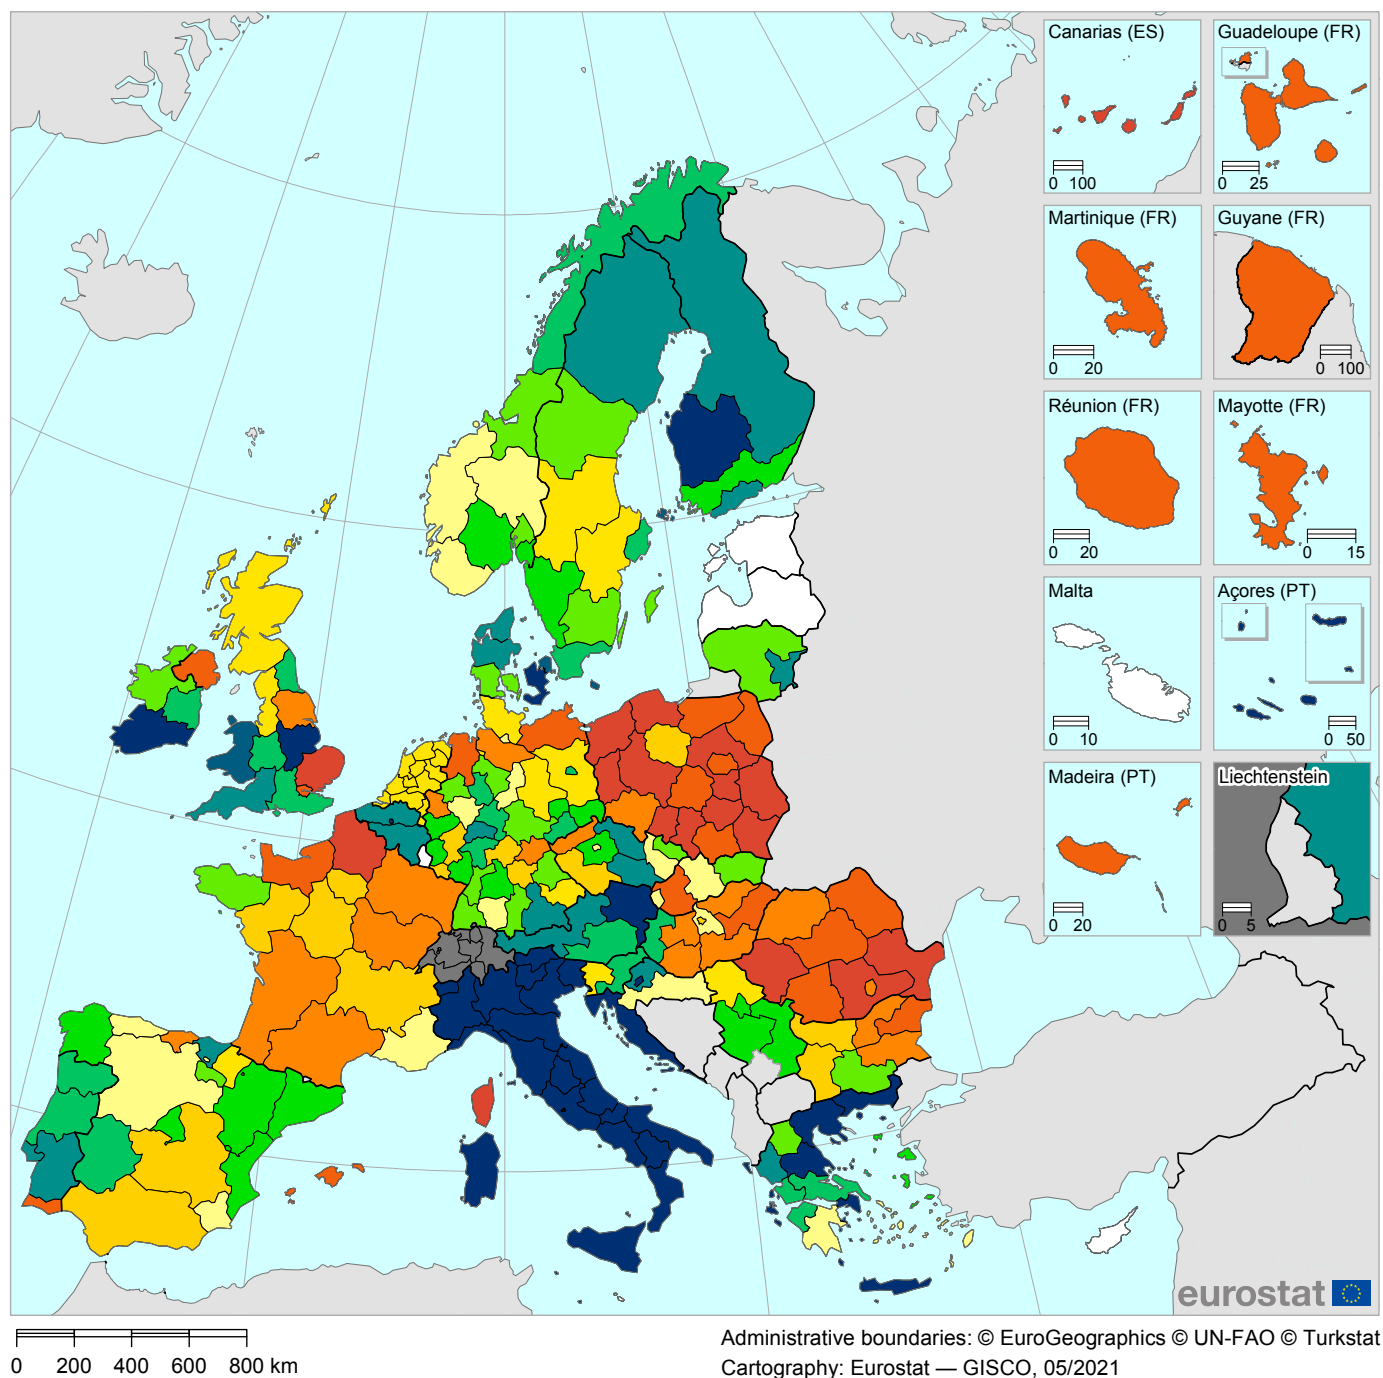 Canarias (ES)
0 100
Guadeloupe (FR)
0 25
Martinique (FR)
0 20
Guyane (FR)
0 100
Réunion (FR)
0 20
Mayotte (FR)
0 15
Malta
0 10
Açores (PT)
0 50
Madeira (PT)
0 20
Liechtenstein
0 5
eurostat
0 200 400 600 800 km
Administrative boundaries: © EuroGeographics © UN-FAO © Turkstat
Cartography: Eurostat — GISCO, 05/2021